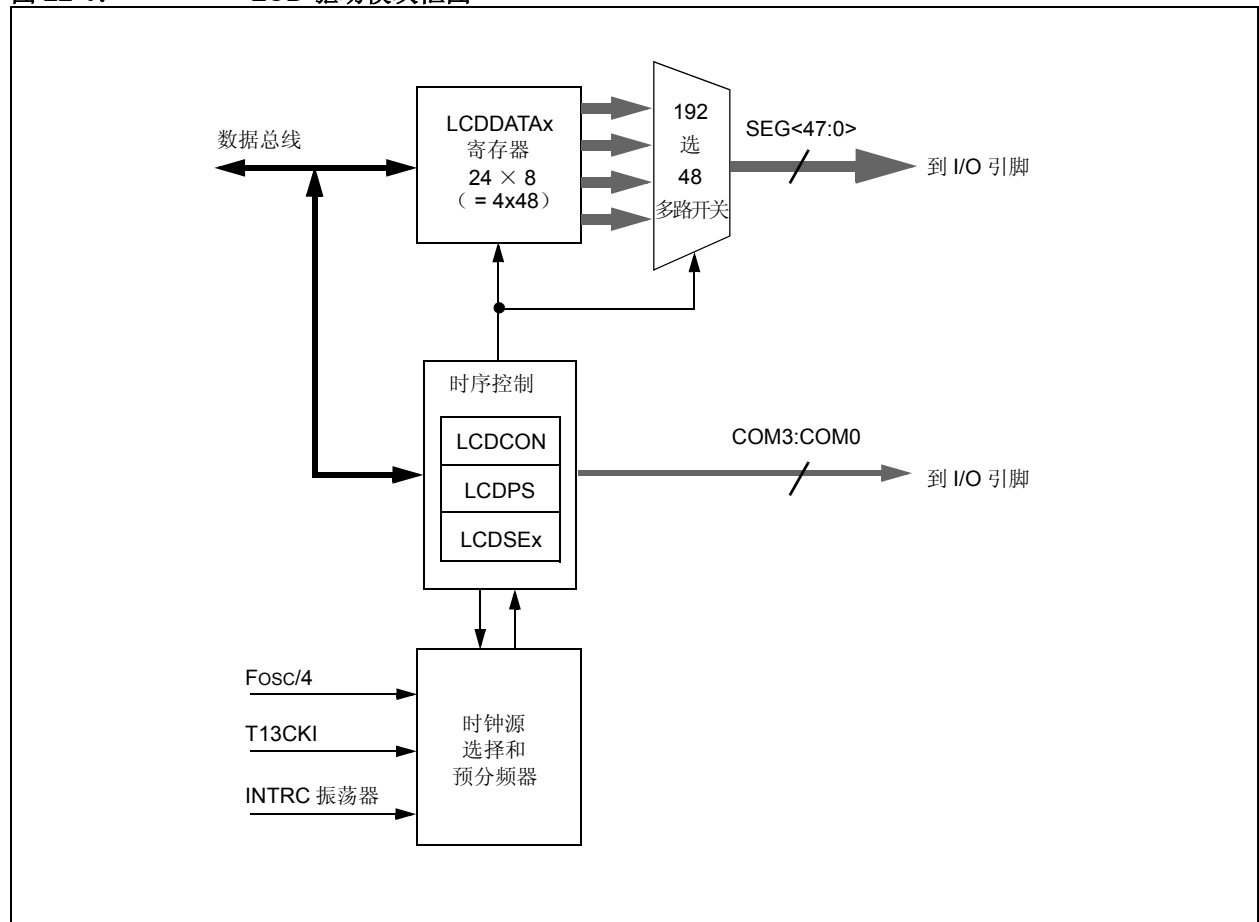 数据总线
LCDDATAx
寄存器
24 × 8
（ = 4x48）
192
选
48
多路开关
SEG<47:0>
到 I/O 引脚
时序控制
LCDCON
LCDPS
LCDSEx
COM3:COM0
到 I/O 引脚
FOSC/4
T13CKI
INTRC 振荡器
时钟源
选择和
预分频器